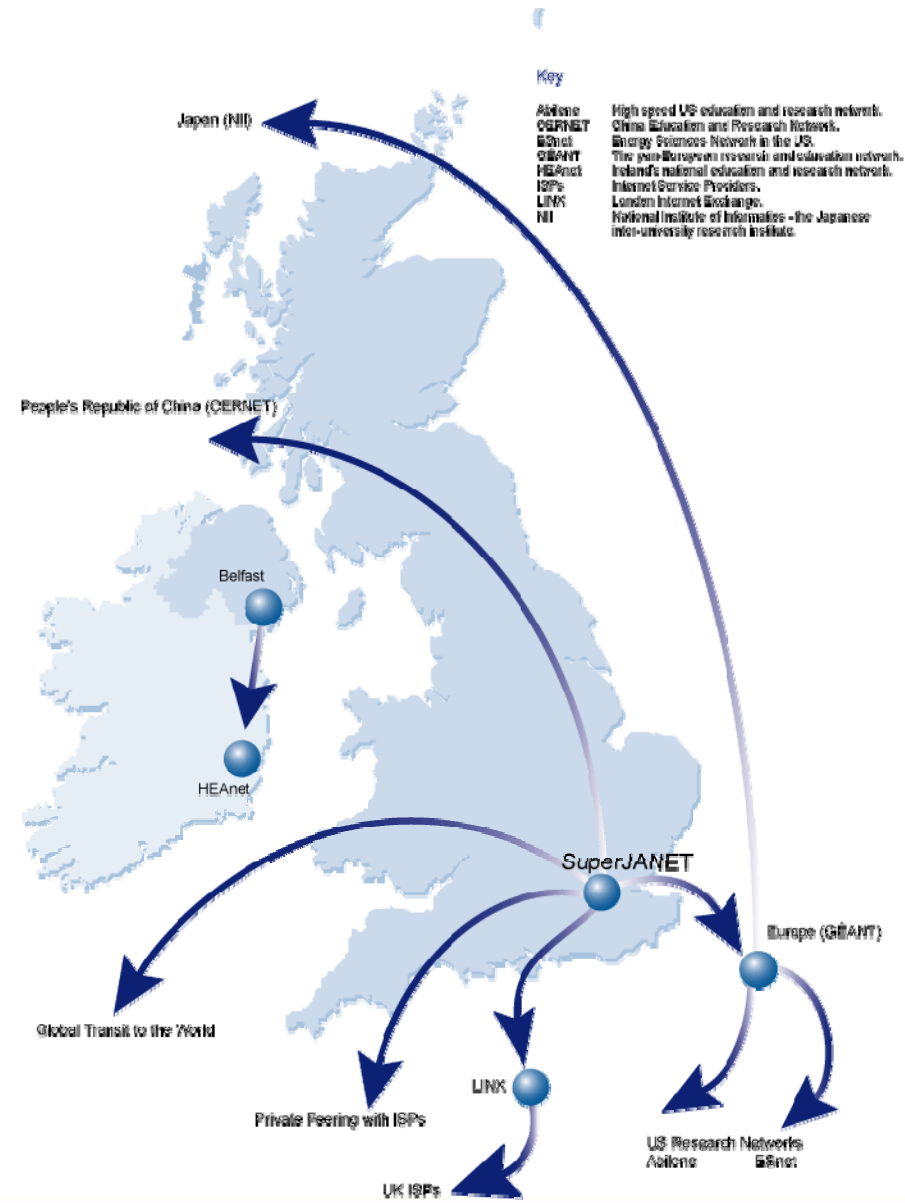 Key
Abilene High speed US education and research network.
CERNET China Education and Research Network.
ESnet Energy Sciences Network in the US.
GÉANT The pan-European research and education network.
HEAnet Ireland's national education and research network.
ISPs Internet Service Providers.
LINX London Internet Exchange.
NII National Institute of Informatics - the Japanese
inter-university research institute.
Japan (NII)
People's Republic of China (CERNET)
Belfast
HEAnet
SuperJANET
Europe (GÉANT)
Global Transit to the World
LINX
Private Peering with ISPs
US Research Networks
Abilene ESnet
UK ISPs